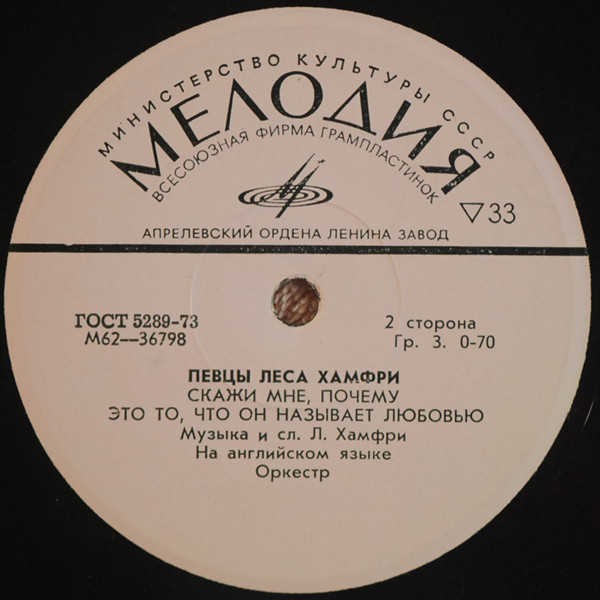 МИНИСТЕРСТВО КУЛЬТУРЫ СССР
МЕЛОДИЯ
ВСЕСОЮЗНАЯ ФИРМА ГРАМПЛАСТИНОК
▽33
АПРЕЛЕВСКИЙ ОРДЕНА ЛЕНИНА ЗАВОД
ГОСТ 5289-73
М62—36798
2 сторона
Гр. 3. 0-70
ПЕВЦЫ ЛЕСА ХАМФРИ
СКАЖИ МНЕ, ПОЧЕМУ
ЭТО ТО, ЧТО ОН НАЗЫВАЕТ ЛЮБОВЬЮ
Музыка и сл. Л. Хамфри
На английском языке
Оркестр